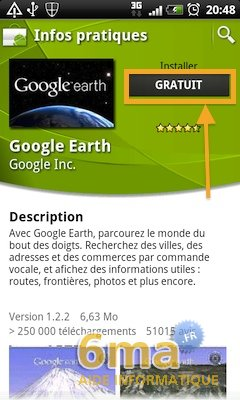 20:48
Infos pratiques
Google earth
Installer
GRATUIT
Google Earth
Google Inc.
Description
Avec Google Earth, parcourez le monde du
bout des doigts. Recherchez des villes, des
adresses et des commerces par commande
vocale, et afichez des informations utiles :
routes, frontières, photos et plus encore.
Version 1.2.2 6,63 Mo
> 250 000 téléchargements 51015 avis
FR
6ma
AIDE INFORMATIQUE